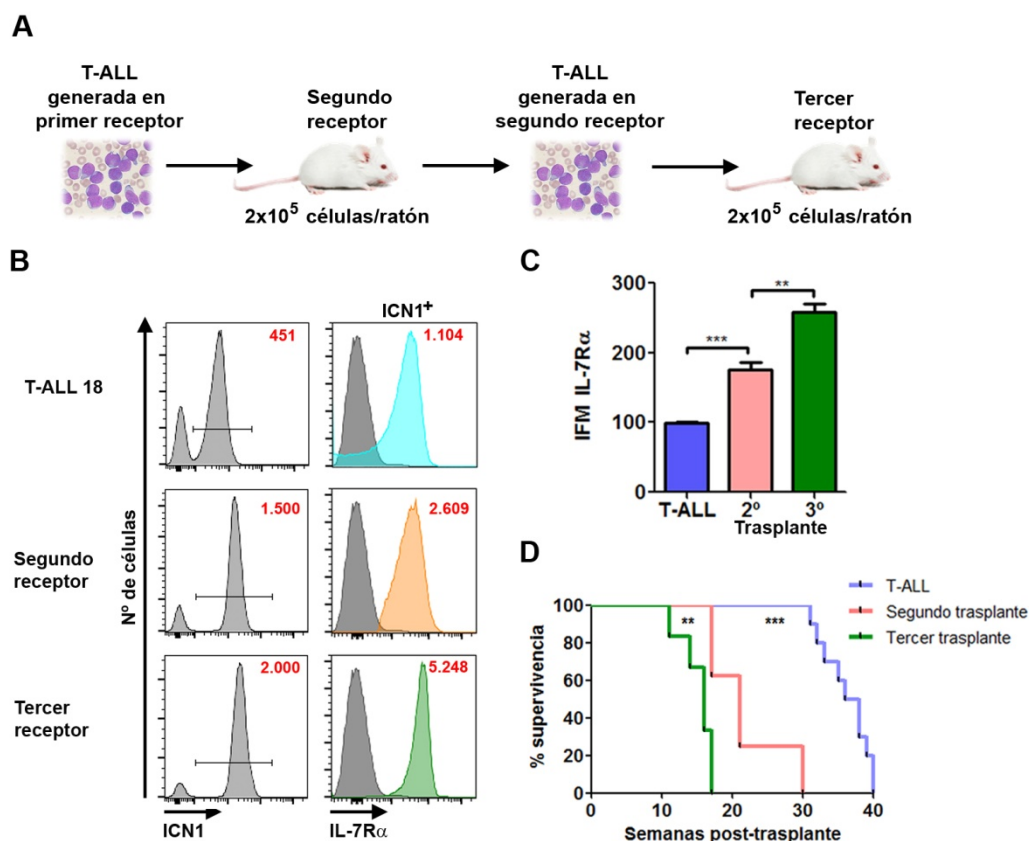 A
T-ALL
generada en
primer receptor
Segundo
receptor
2x10⁵ células/ratón
T-ALL
generada en
segundo receptor
Tercer
receptor
2x10⁵ células/ratón
B
Nº de células
ICN1⁺
T-ALL 18
451
1.104
Segundo
receptor
1.500
2.609
Tercer
receptor
2.000
5.248
ICN1
IL-7Rα
C
IFM IL-7Rα
300
200
100
0
**
***
T-ALL
2º
3º
Trasplante
D
% supervivencia
100
80
60
40
20
0
**
***
0
10
20
30
40
Semanas post-trasplante
T-ALL
Segundo trasplante
Tercer trasplante